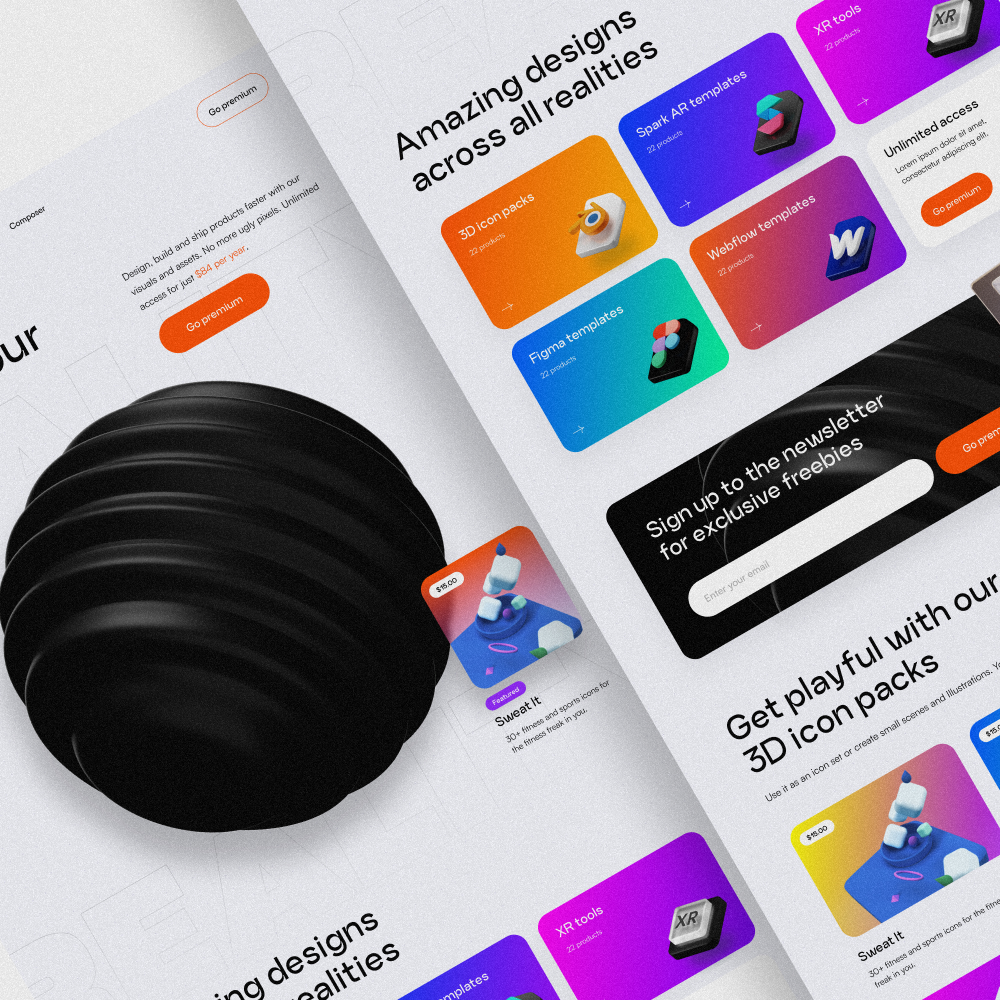 Go premium
Composer
Design, build and ship products faster with our
visuals and assets. No more ugly pixels. Unlimited
access for just $84 per year.
Go premium
our
$15.00
Featured
Sweat It
30+ fitness and sports icons for
the fitness freak in you.
designs
realities
templates
XR tools
22 products
XR
Amazing designs
across all realities
3D icon packs
22 products
Spark AR templates
22 products
XR tools
22 products
XR
Figma templates
22 products
Webflow templates
22 products
W
Unlimited access
Lorem ipsum dolor sit amet,
consectetur adipiscing elit.
Go premium
Sign up to the newsletter
for exclusive freebies
Enter your email
Go
Get playful with our
3D icon packs
Use it as an icon set or create small scenes and illustrations.
$18.00
Sweat It
30+ fitness and sports icons for the
freak in you.